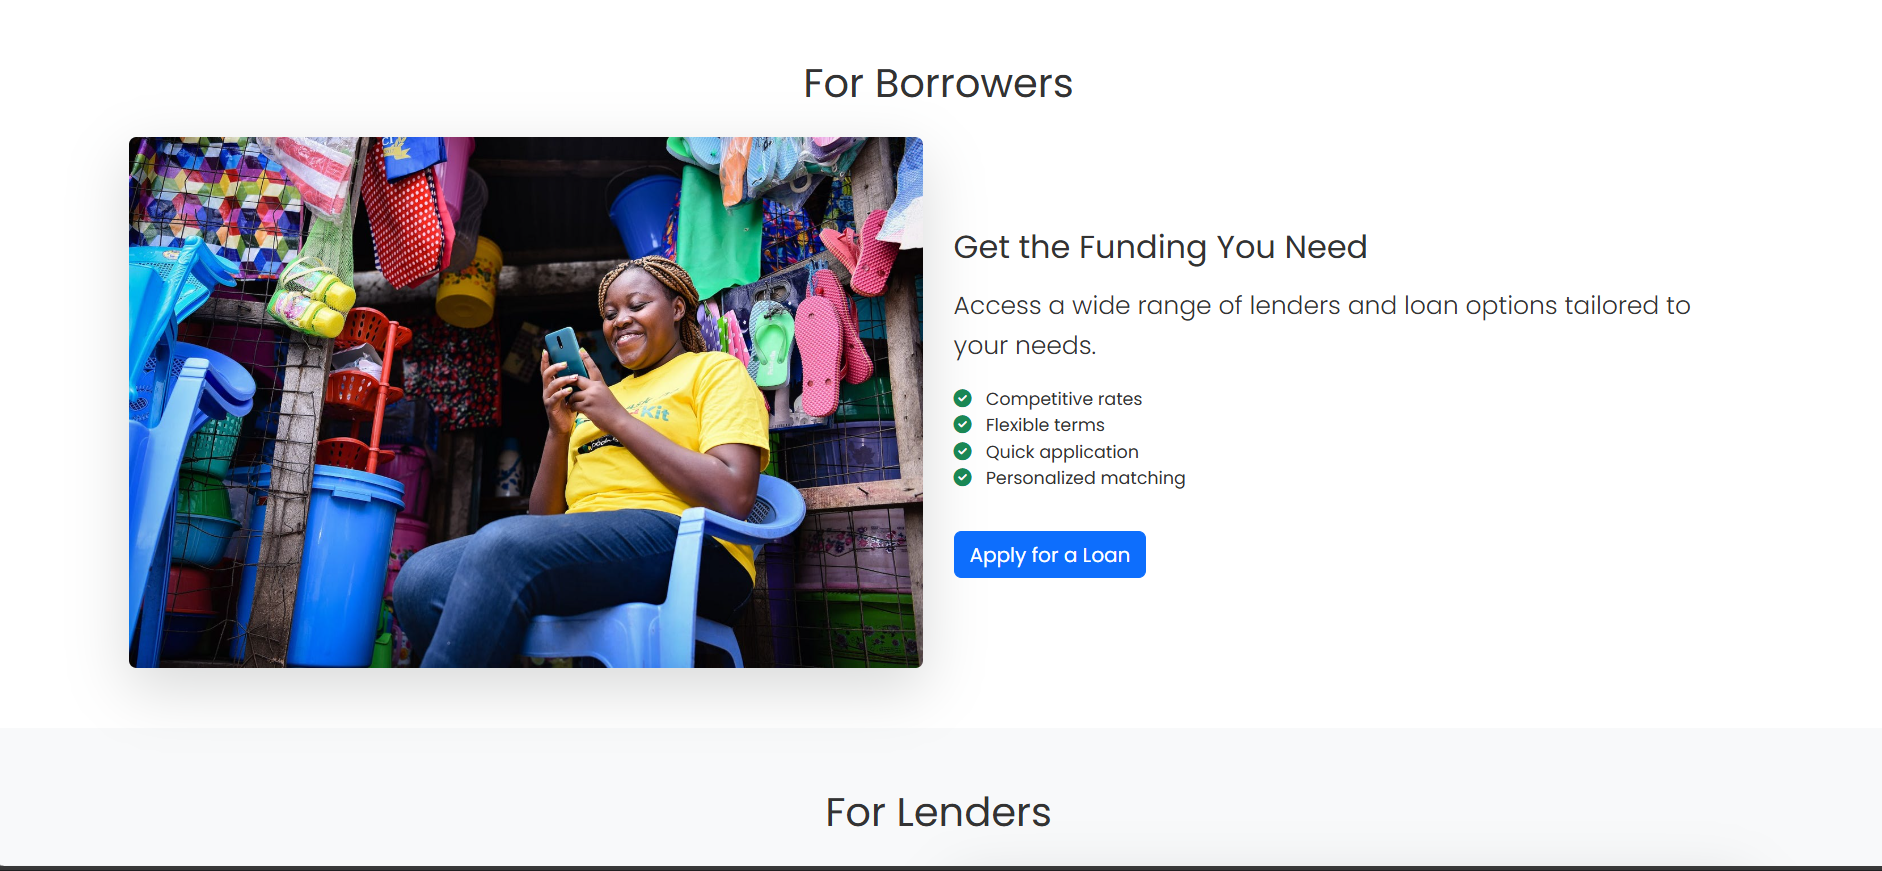 For Borrowers
Get the Funding You Need
Access a wide range of lenders and loan options tailored to
your needs.
Competitive rates
Flexible terms
Quick application
Personalized matching
Apply for a Loan
Kit
For Lenders